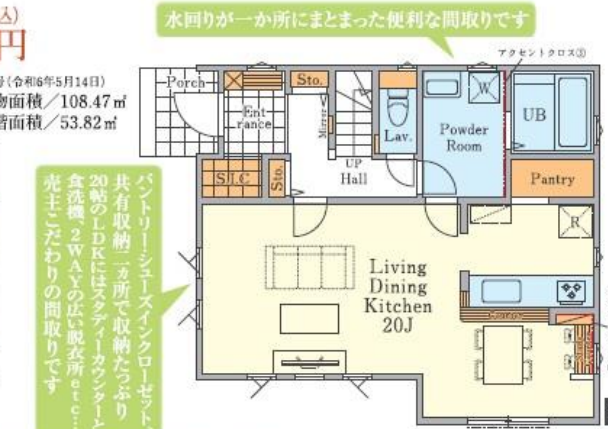 込)
円
号(令和6年5月14日)
物面積／108.47㎡
階面積／53.82㎡
水回りが一か所にまとまった便利な間取りです
アクセントクロス③
Porch
Ent
rance
Sto.
Mirror
UP
Hall
Lav.
W
Powder
Room
UB
S.I.C
Sto.
Pantry
R
Living
Dining
Kitchen
20J
パントリー・シューズインクローゼット、
共有収納二ヵ所で収納たっぷり
20帖のLDKにはスタディーカウンターと
食洗機、2WAYの広い脱衣所etc…
売主こだわりの間取りです